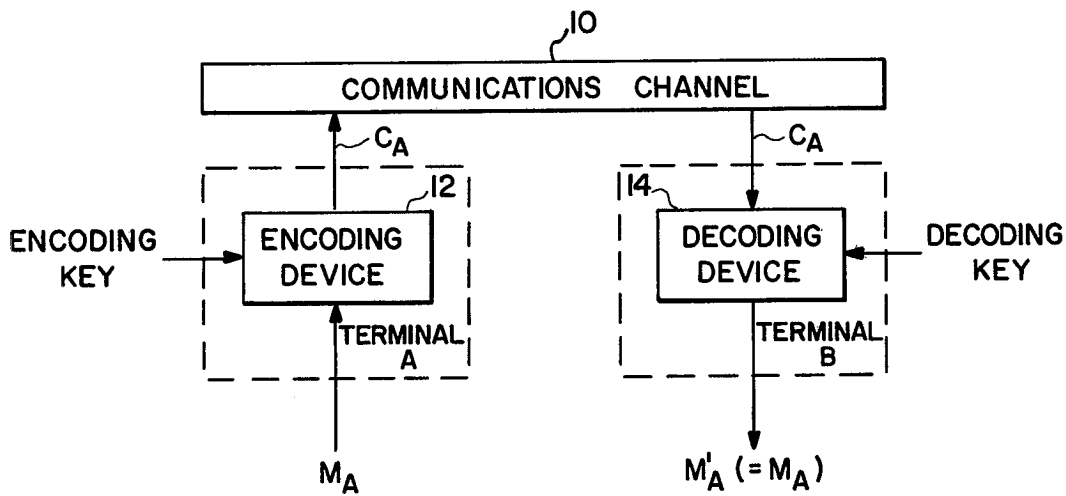 10
COMMUNICATIONS CHANNEL
C_A
C_A
12
14
ENCODING KEY
ENCODING
DEVICE
DECODING
DEVICE
DECODING
KEY
TERMINAL
A
TERMINAL
B
M_A
M'_A (= M_A)